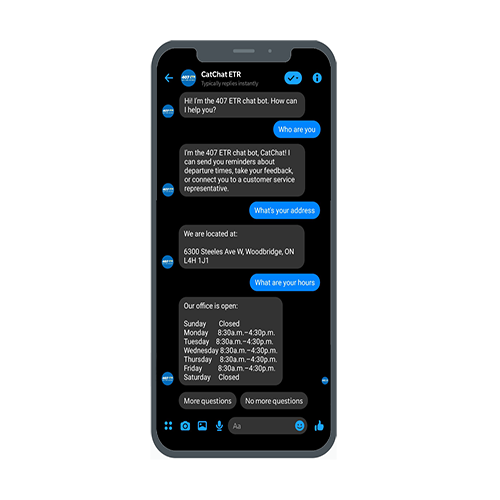 CatChat ETR
Typically replies instantly
Hi! I'm the 407 ETR chat bot. How can
I help you?
Who are you
I'm the 407 ETR chat bot, CatChat! I
can send you reminders about
departure times, take your feedback,
or connect you to a customer service
representative.
What's your address
We are located at:
6300 Steeles Ave W, Woodbridge, ON
L4H 1J1
What are your hours
Our office is open:
Sunday Closed
Monday 8:30a.m.–4:30p.m.
Tuesday 8:30a.m.–4:30p.m.
Wednesday 8:30a.m.–4:30p.m.
Thursday 8:30a.m.–4:30p.m.
Friday 8:30a.m.–4:30p.m.
Saturday Closed
More questions
No more questions
Aa